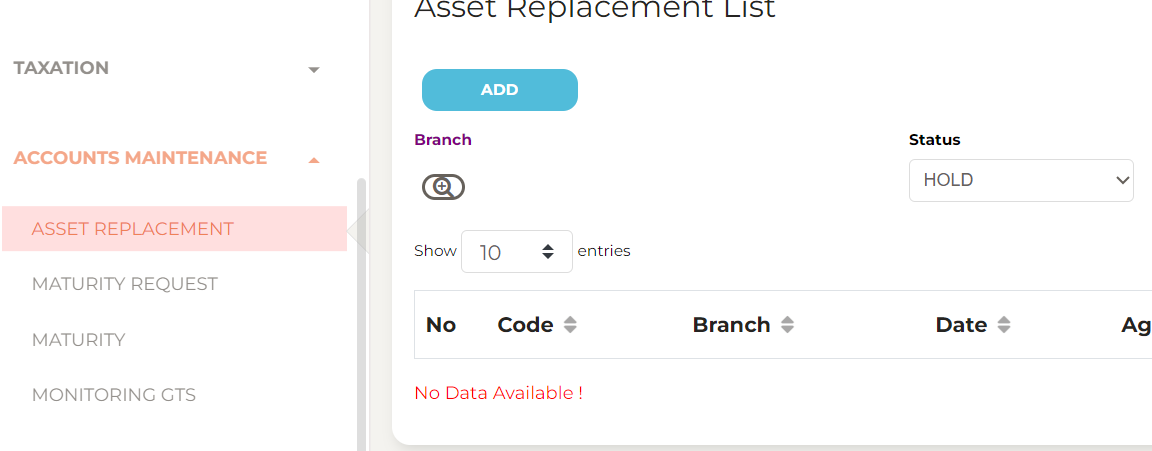 Asset Replacement List
TAXATION
ADD
Branch
Status
ACCOUNTS MAINTENANCE
HOLD
ASSET REPLACEMENT
Show 10 entries
MATURITY REQUEST
No Code Branch Date Ag
MATURITY
No Data Available !
MONITORING GTS